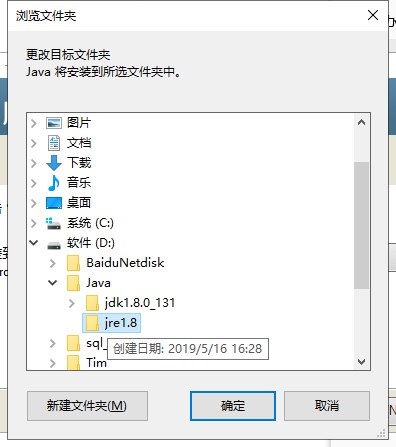 浏览文件夹
更改目标文件夹
Java 将安装到所选文件夹中。
图片
文档
下载
音乐
桌面
系统 (C:)
软件 (D:)
BaiduNetdisk
Java
jdk1.8.0_131
jre1.8
sql_
创建日期: 2019/5/16 16:28
Tim
新建文件夹(M)
确定
取消